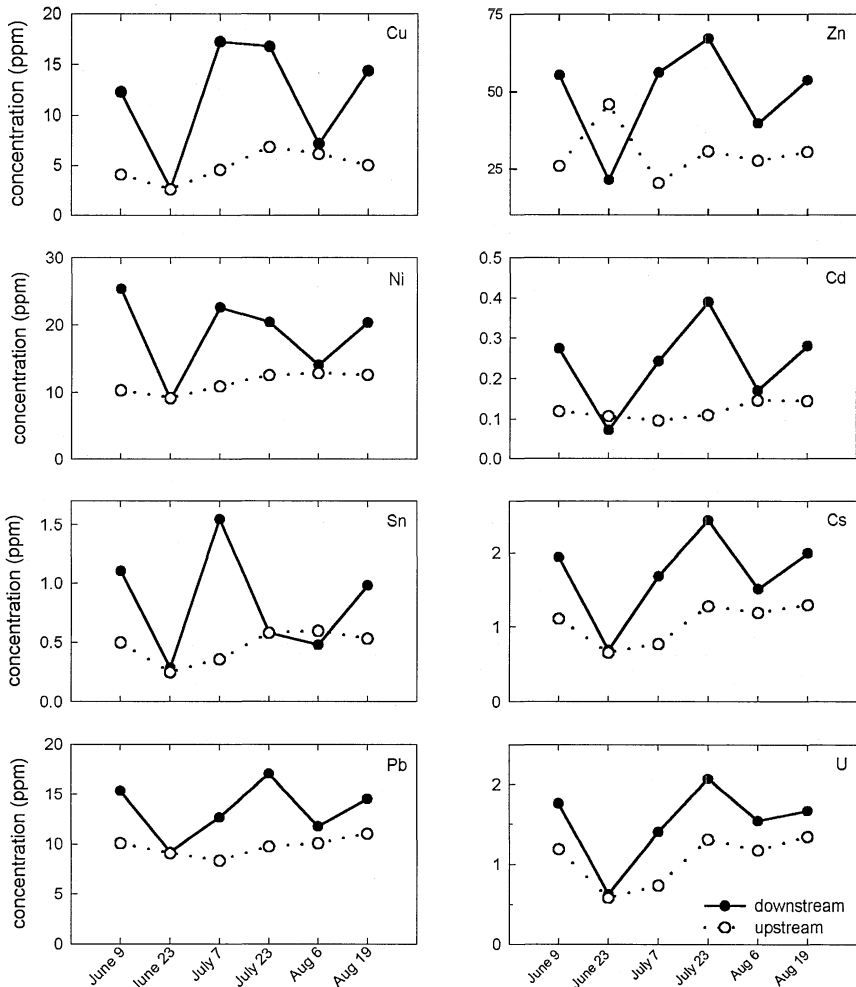 concentration (ppm)
20
15
10
5
0
Cu
75
50
25
Zn
concentration (ppm)
30
20
10
0
Ni
0.5
0.4
0.3
0.2
0.1
0.0
Cd
concentration (ppm)
1.5
1.0
0.5
0.0
Sn
2
1
0
Cs
concentration (ppm)
20
15
10
5
0
Pb
2
1
0
U
downstream
upstream
June 9
June 23
July 7
July 23
Aug 6
Aug 19
June 9
June 23
July 7
July 23
Aug 6
Aug 19